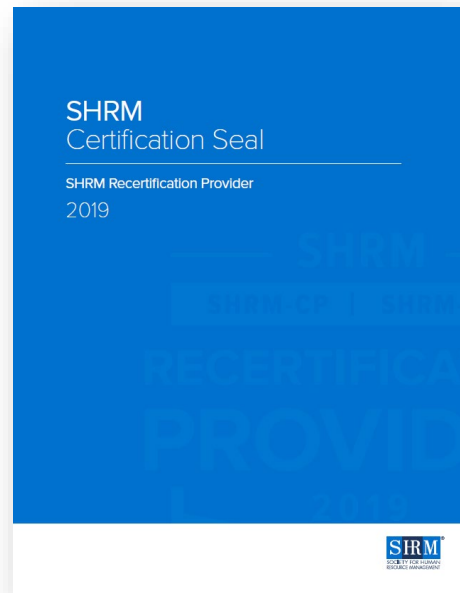 SHRM
Certification Seal
SHRM Recertification Provider
2019
SHRM
SHRM-CP | SHRM
RECERTIFICA
PROVID
2019
SHRM®
SOCIETY FOR HUMAN
RESOURCE MANAGEMENT